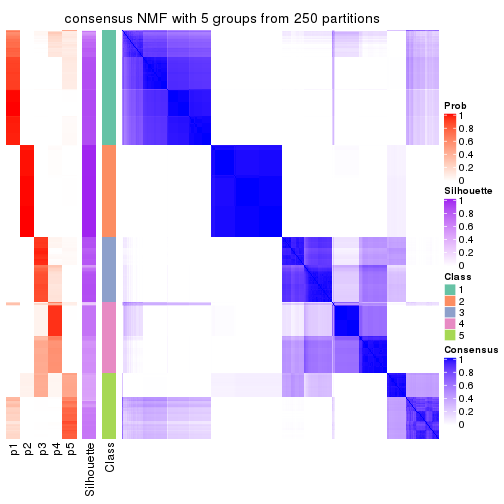 consensus NMF with 5 groups from 250 partitions
Prob
1
0.8
0.6
0.4
0.2
0
Silhouette
1
0.8
0.6
0.4
0.2
0
Class
1
2
3
4
5
Consensus
1
0.8
0.6
0.4
0.2
0
p1
p2
p3
p4
p5
Silhouette
Class